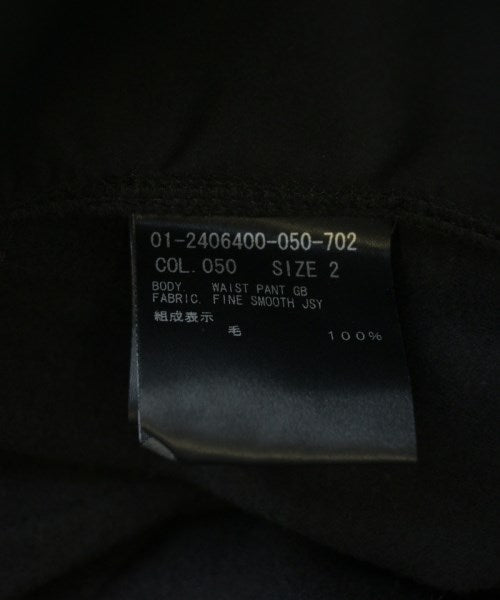 01-2406400-050-702
COL. 050 SIZE 2
BODY. WAIST PANT GB
FABRIC. FINE SMOOTH JSY
組成表示
毛 100%